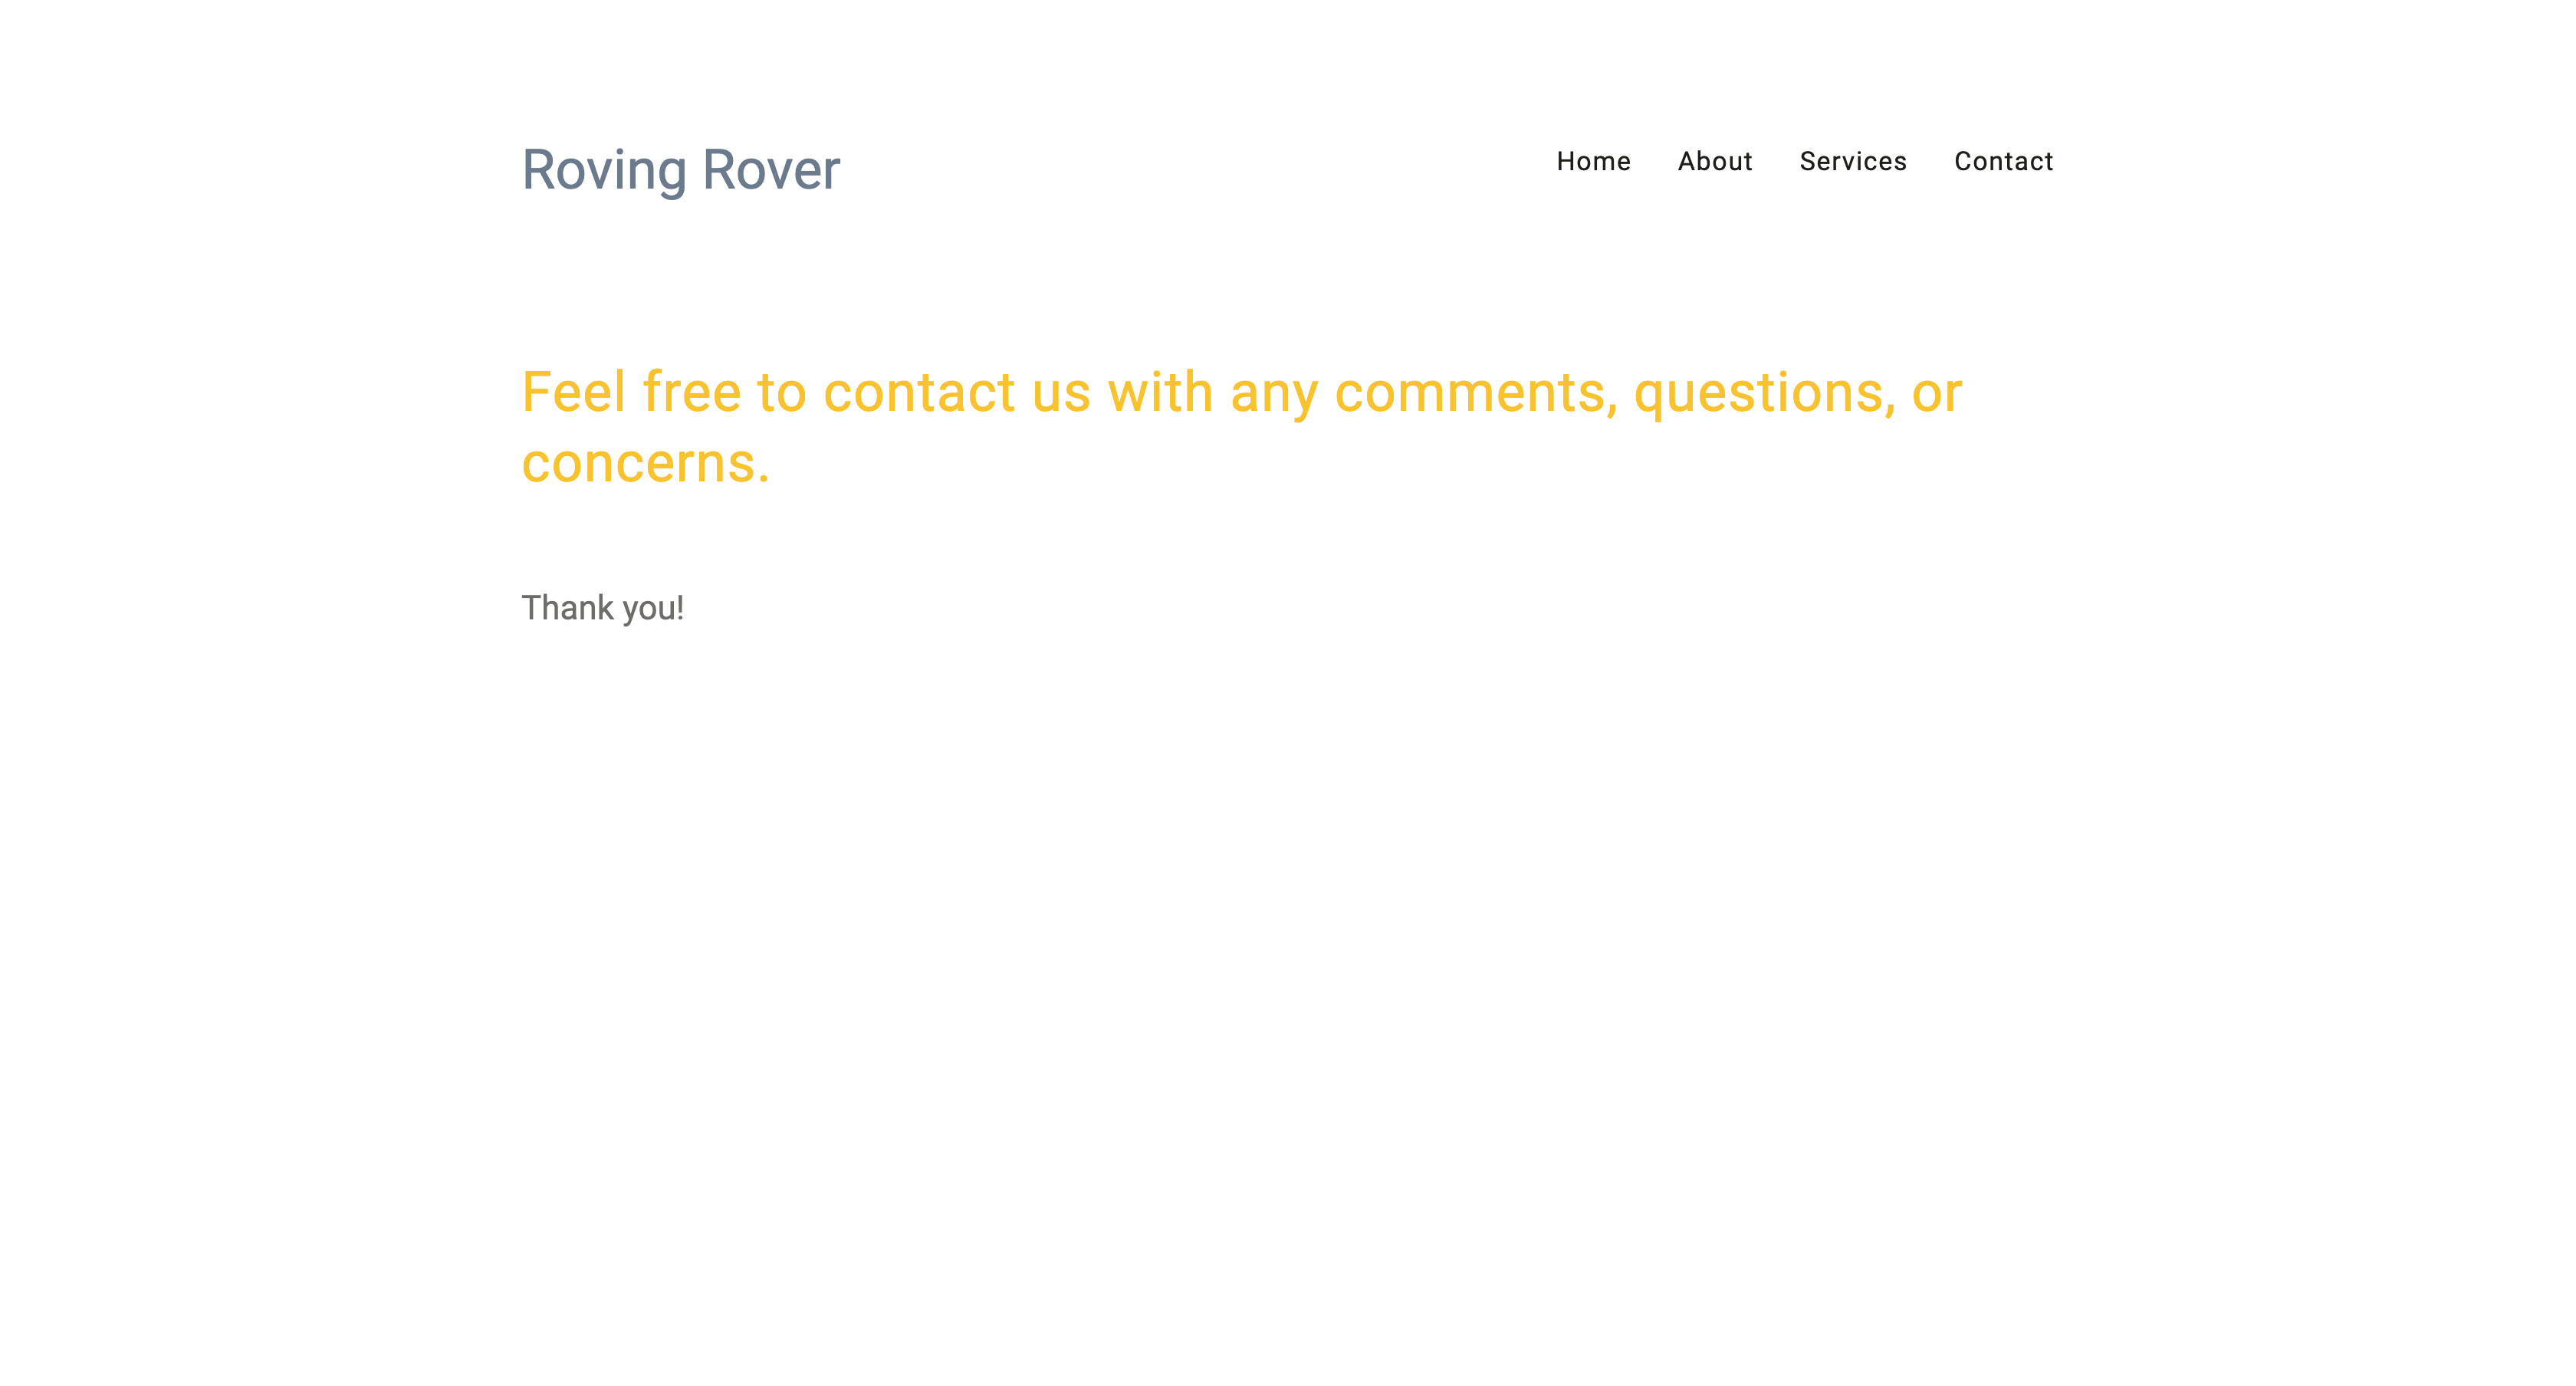 Roving Rover
Home About Services Contact
Feel free to contact us with any comments, questions, or
concerns.
Thank you!